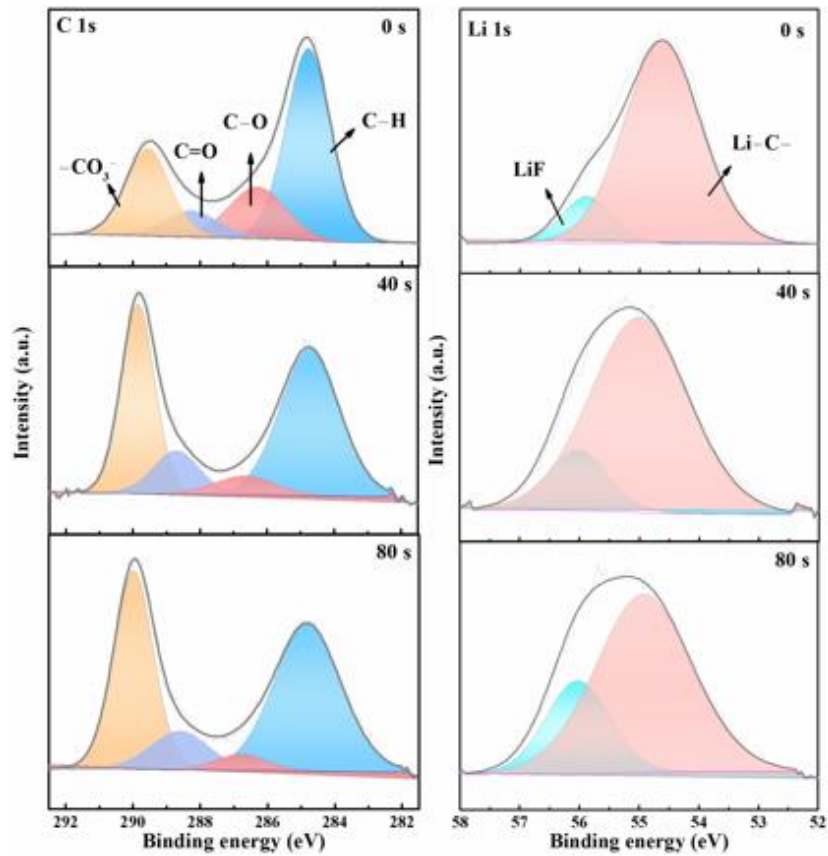 C 1s
0 s
C–O
C–H
C=O
–CO₃⁻
40 s
80 s
Intensity (a.u.)
292 290 288 286 284 282
Binding energy (eV)
Li 1s
0 s
LiF
Li–C–
40 s
80 s
Intensity (a.u.)
58 57 56 55 54 53 52
Binding energy (eV)